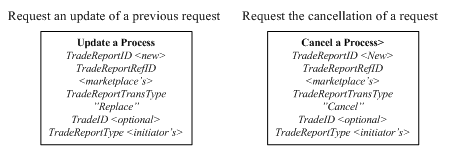 Request an update of a previous request
Update a Process
TradeReportID <new>
TradeReportRefID
<marketplace's>
TradeReportTransType
"Replace"
TradeID <optional>
TradeReportType <initiator's>
Request the cancellation of a request
Cancel a Process>
TradeReportID <New>
TradeReportRefID
<marketplace's>
TradeReportTransType
"Cancel"
TradeID <optional>
TradeReportType <initiator's>